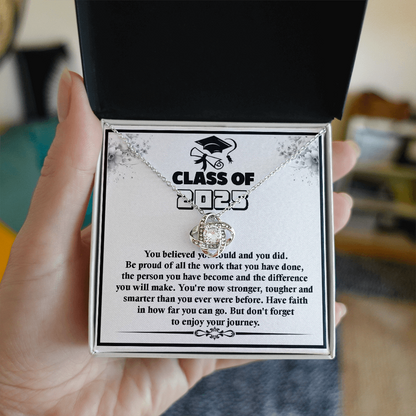 CLASS OF
2025
You believed you could and you did.
Be proud of all the work that you have done,
the person you have become and the difference
you will make. You're now stronger, tougher and
smarter than you ever were before. Have faith
in how far you can go. But don't forget
to enjoy your journey.